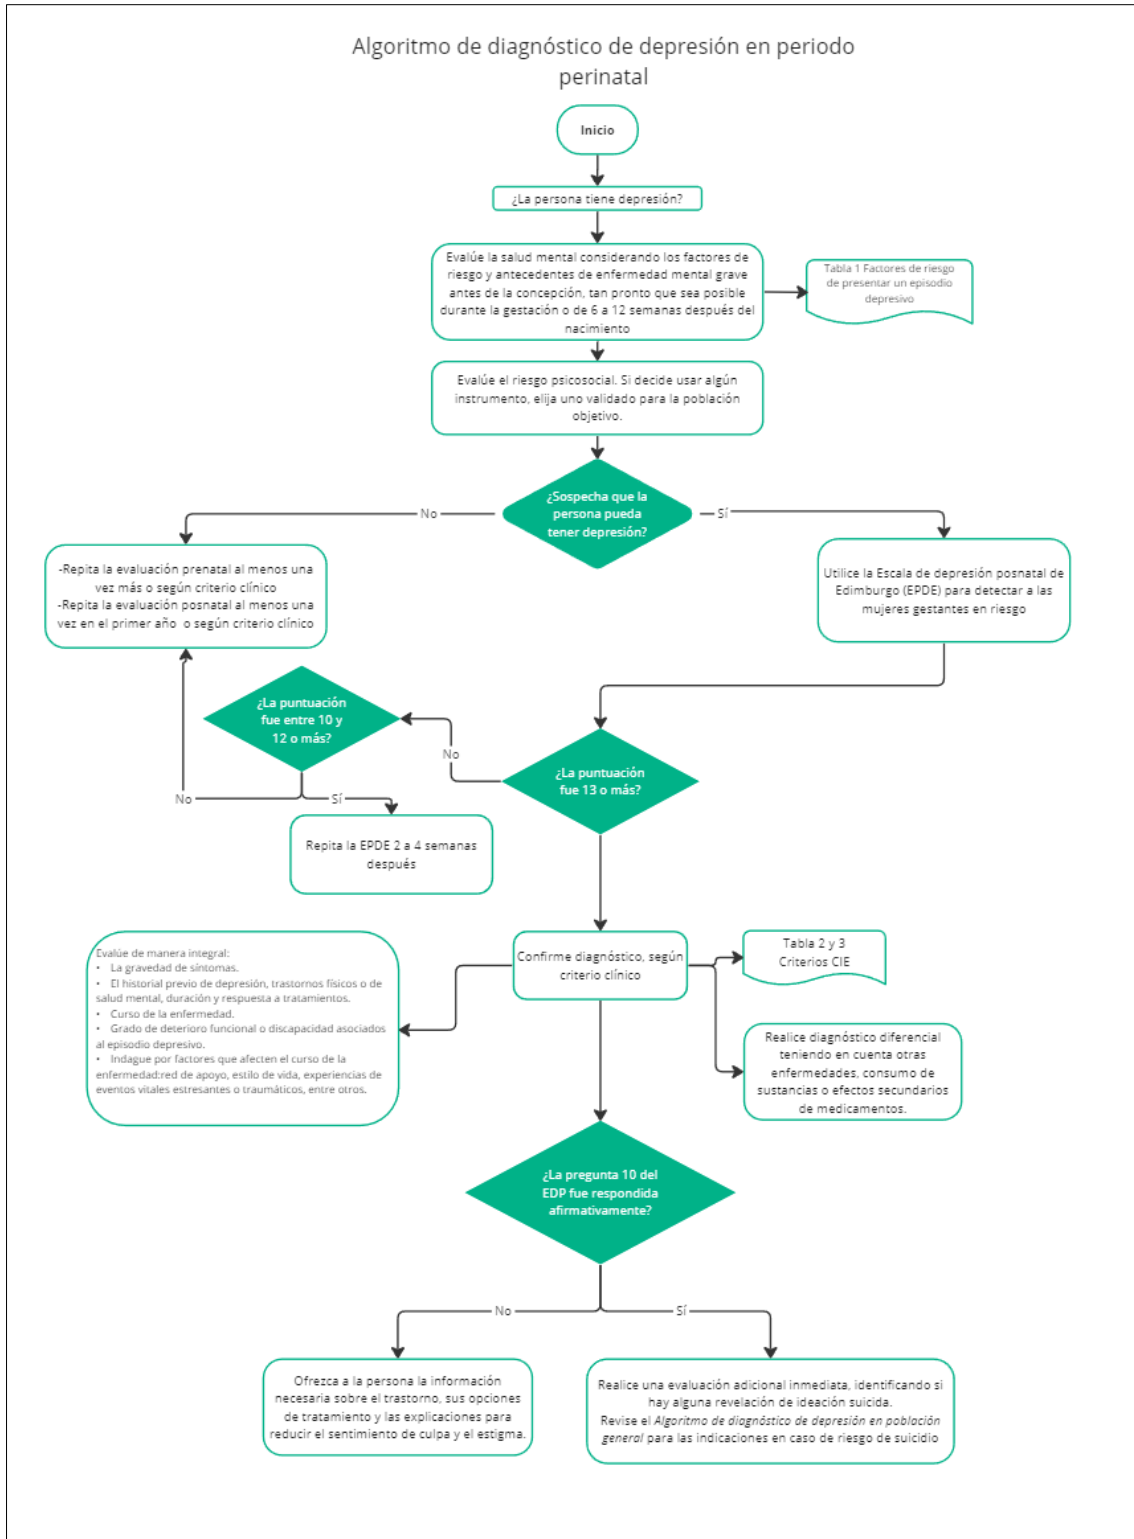 Algoritmo de diagnóstico de depresión en periodo
perinatal
Inicio
¿La persona tiene depresión?
Evalúe la salud mental considerando los factores de
riesgo y antecedentes de enfermedad mental grave
antes de la concepción, tan pronto que sea posible
durante la gestación o de 6 a 12 semanas después del
nacimiento
Tabla 1 Factores de riesgo
de presentar un episodio
depresivo
Evalúe el riesgo psicosocial. Si decide usar algún
instrumento, elija uno validado para la población
objetivo.
¿Sospecha que la
persona pueda
tener depresión?
No
Sí
-Repita la evaluación prenatal al menos una
vez más o según criterio clínico
-Repita la evaluación posnatal al menos una
vez en el primer año  o según criterio clínico
Utilice la Escala de depresión posnatal de
Edimburgo (EPDE) para detectar a las
mujeres gestantes en riesgo
¿La puntuación
fue entre 10 y
12 o más?
No
¿La puntuación
fue 13 o más?
No
Sí
Repita la EPDE 2 a 4 semanas
después
Evalúe de manera integral:
• La gravedad de síntomas.
• El historial previo de depresión, trastornos físicos o de
salud mental, duración y respuesta a tratamientos.
• Curso de la enfermedad.
• Grado de deterioro funcional o discapacidad asociados
al episodio depresivo.
• Indague por factores que afecten el curso de la
enfermedad:red de apoyo, estilo de vida, experiencias de
eventos vitales estresantes o traumáticos, entre otros.
Confirme diagnóstico, según
criterio clínico
Tabla 2 y 3
Criterios CIE
Realice diagnóstico diferencial
teniendo en cuenta otras
enfermedades, consumo de
sustancias o efectos secundarios
de medicamentos.
¿La pregunta 10 del
EDP fue respondida
afirmativamente?
No
Sí
Ofrezca a la persona la información
necesaria sobre el trastorno, sus opciones
de tratamiento y las explicaciones para
reducir el sentimiento de culpa y el estigma.
Realice una evaluación adicional inmediata, identificando si
hay alguna revelación de ideación suicida.
Revise el Algoritmo de diagnóstico de depresión en población
general para las indicaciones en caso de riesgo de suicidio